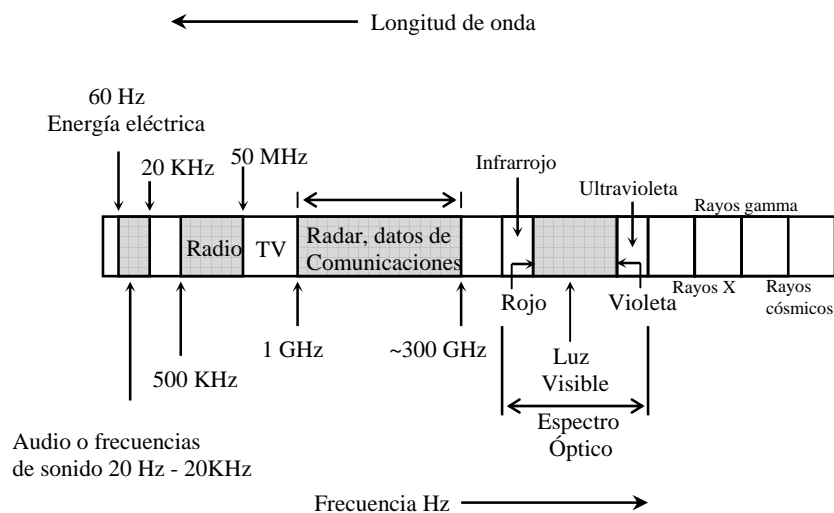 Longitud de onda
60 Hz
Energía eléctrica
20 KHz
50 MHz
Infrarrojo
Ultravioleta
Rayos gamma
Radio
TV
Radar, datos de
Comunicaciones
Rojo
Violeta
Rayos X
Rayos
cósmicos
500 KHz
1 GHz
~300 GHz
Luz
Visible
Espectro
Óptico
Audio o frecuencias
de sonido 20 Hz - 20KHz
Frecuencia Hz